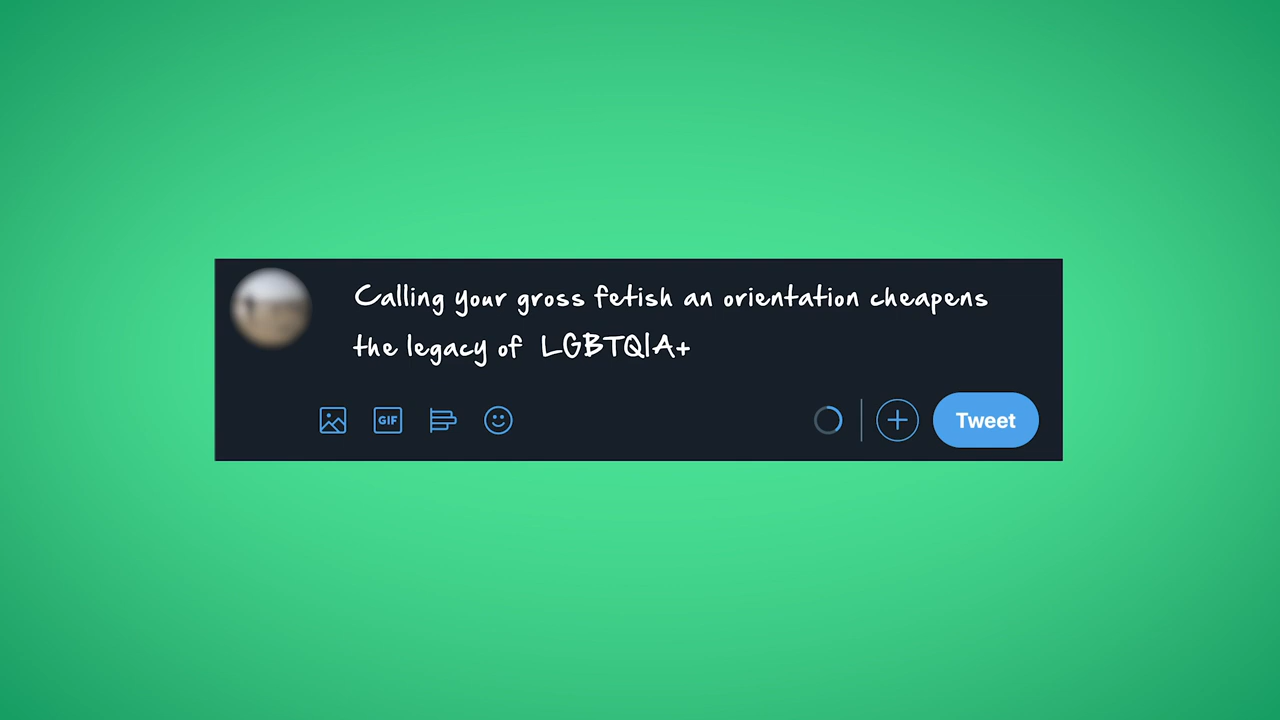 Calling your gross fetish an orientation cheapens
the legacy of LGBTQIA+
GIF
Tweet